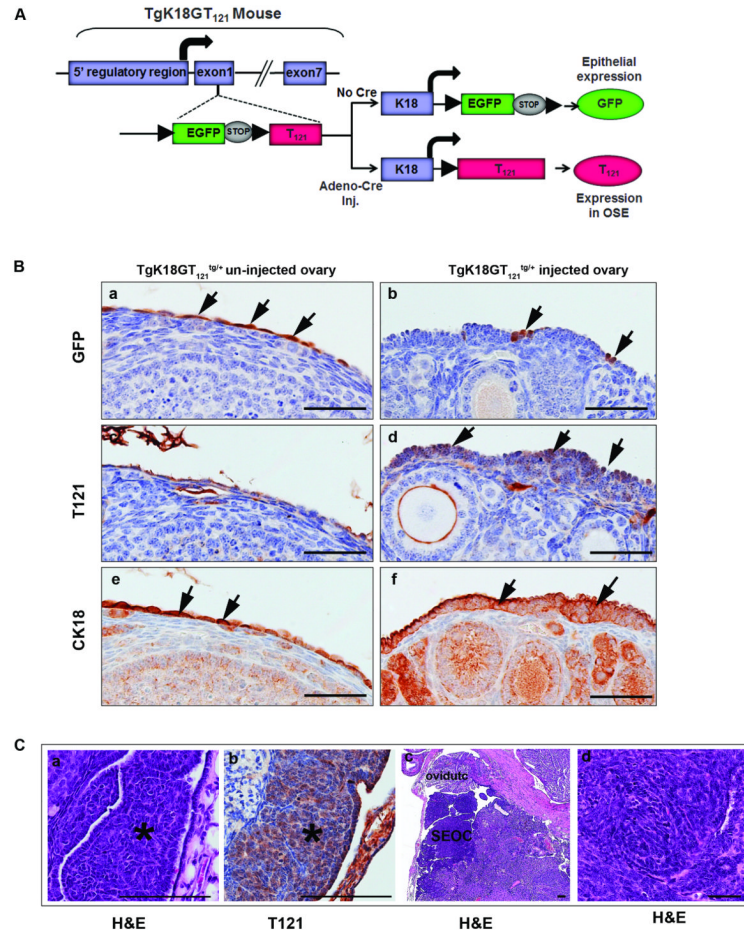 A
TgK18GT121 Mouse
5' regulatory region
exon1
exon7
No Cre
K18
EGFP
STOP
GFP
Epithelial
expression
EGFP
STOP
T121
Adeno-Cre
Inj.
K18
T121
T121
Expression
in OSE
B
TgK18GT121tg/+ un-injected ovary
TgK18GT121tg/+ injected ovary
GFP
a
b
T121
c
d
CK18
e
f
C
a
b
c
ovidutc
SEOC
d
H&E
T121
H&E
H&E